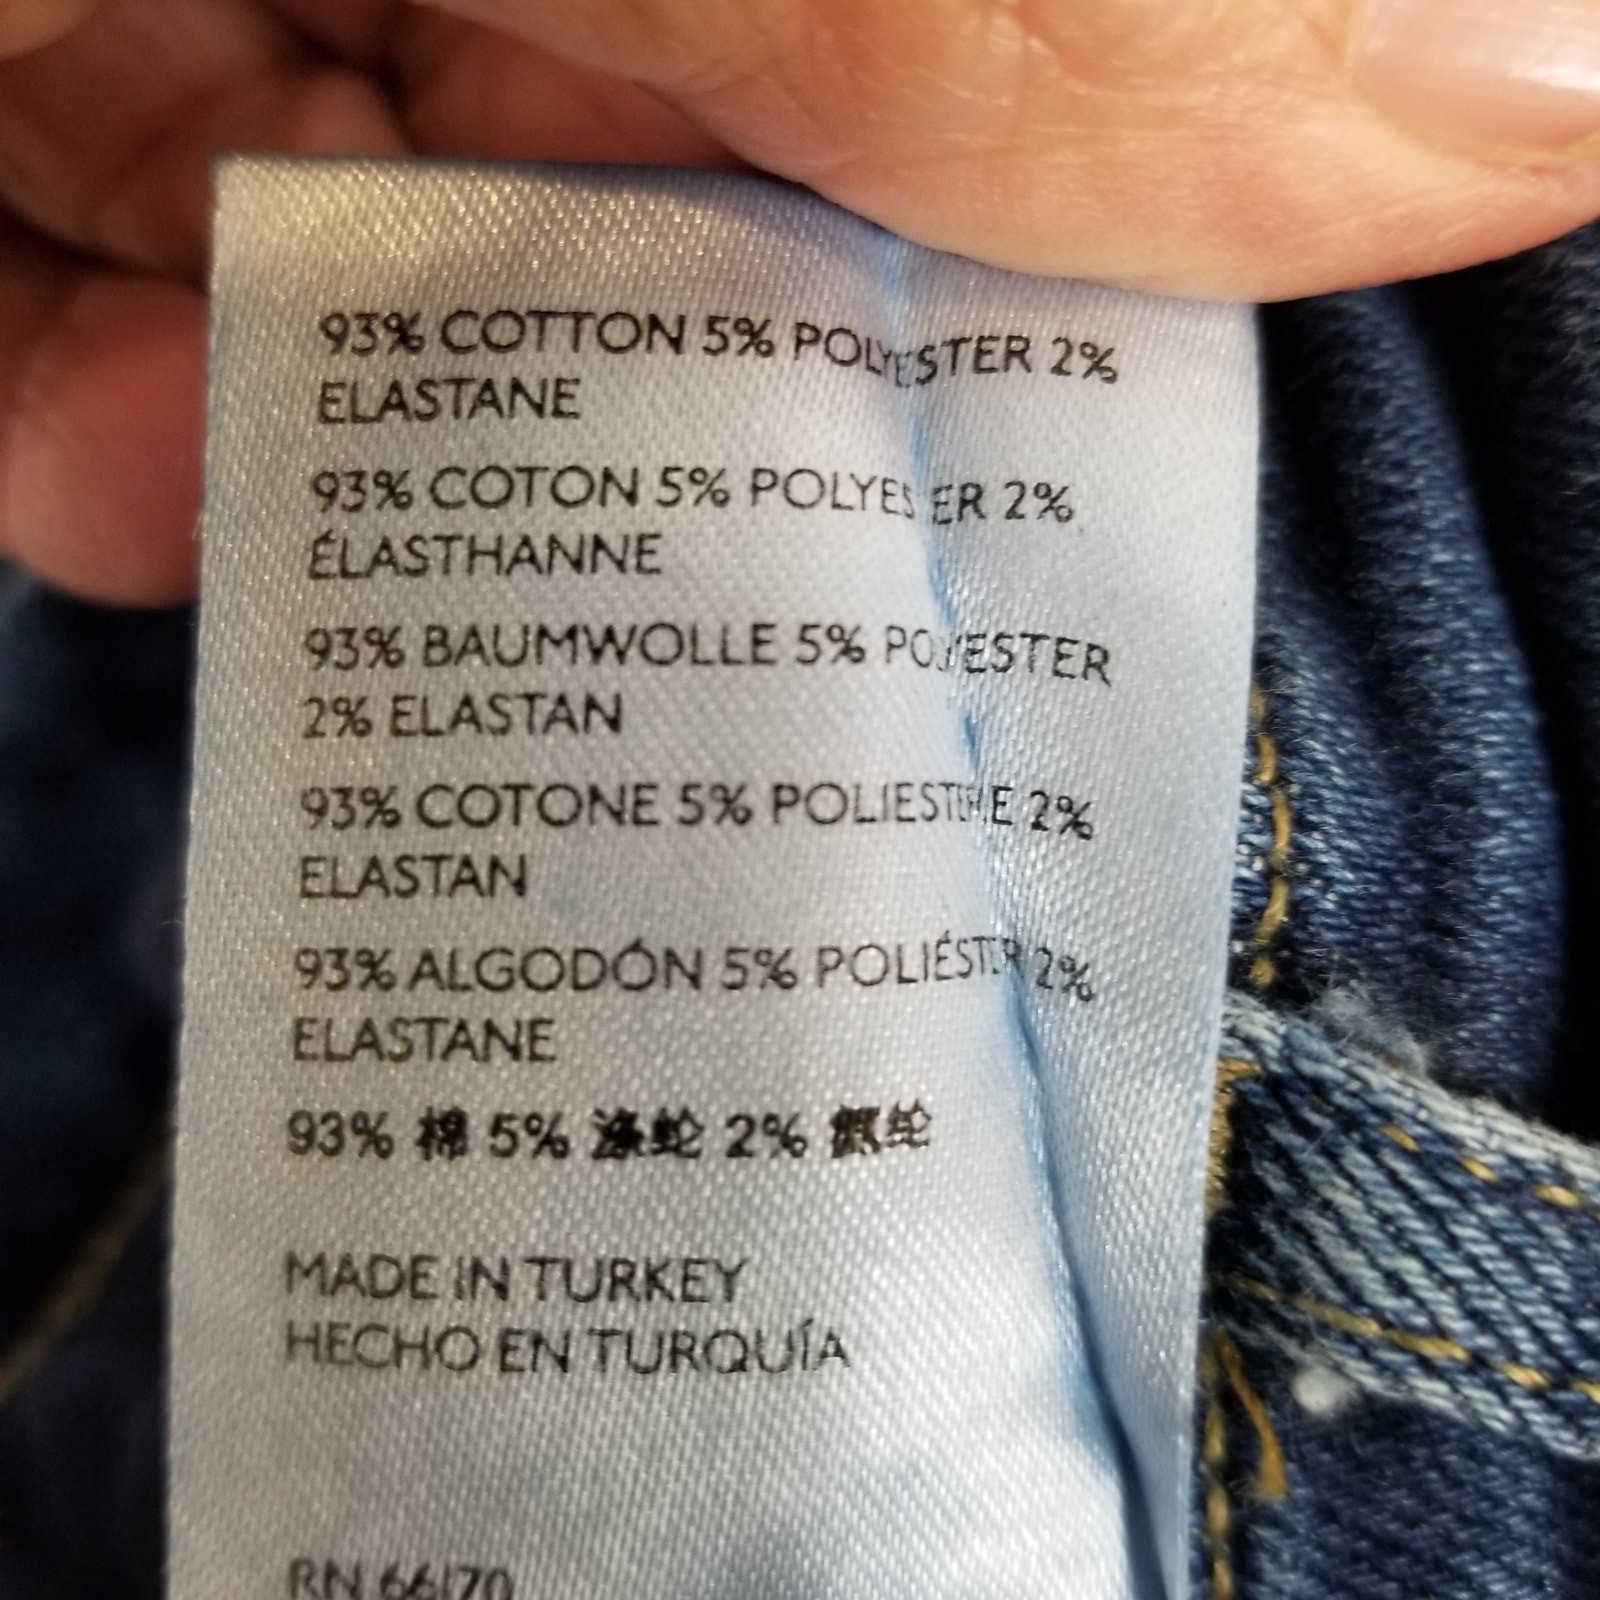 93% COTTON 5% POLYESTER 2%
ELASTANE
93% COTON 5% POLYESTER 2%
ÉLASTHANNE
93% BAUMWOLLE 5% POLYESTER
2% ELASTAN
93% COTONE 5% POLIESTERE 2%
ELASTAN
93% ALGODÓN 5% POLIÉSTER 2%
ELASTANE
93% 棉 5% 涤纶 2% 氨纶
MADE IN TURKEY
HECHO EN TURQUÍA
RN 66170